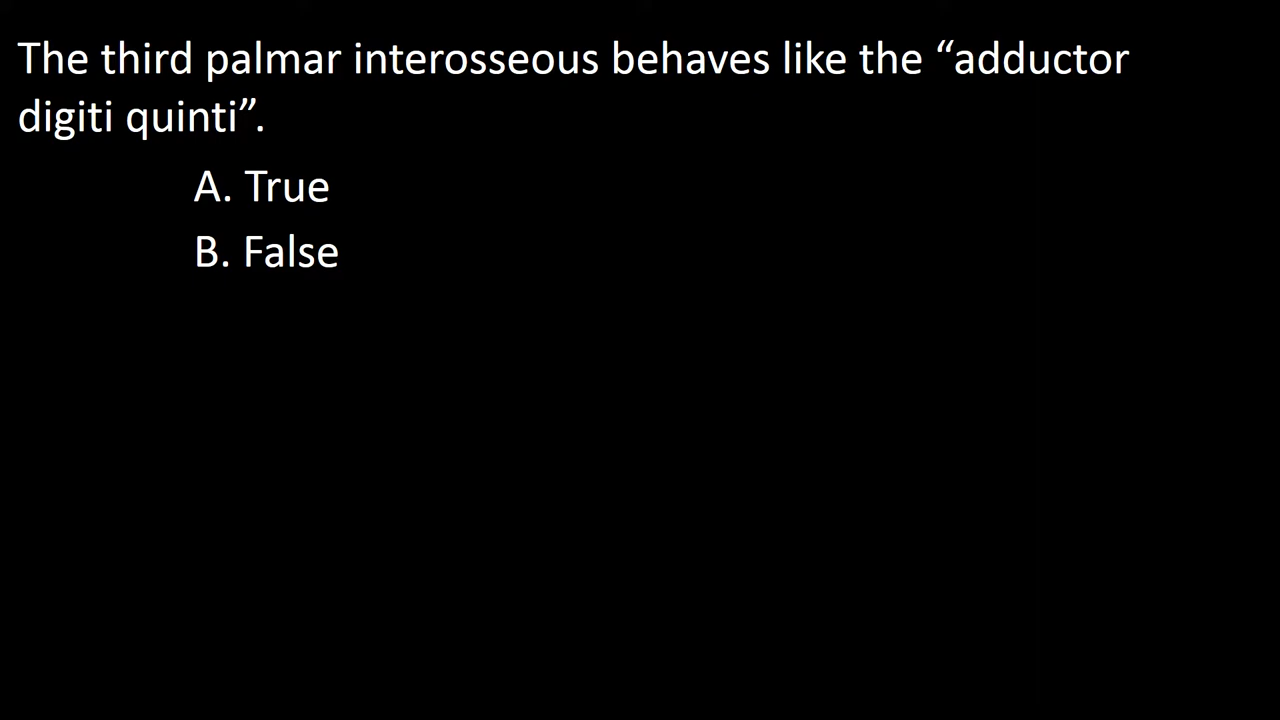 The third palmar interosseous behaves like the “adductor
digiti quinti”.
A. True
B. False